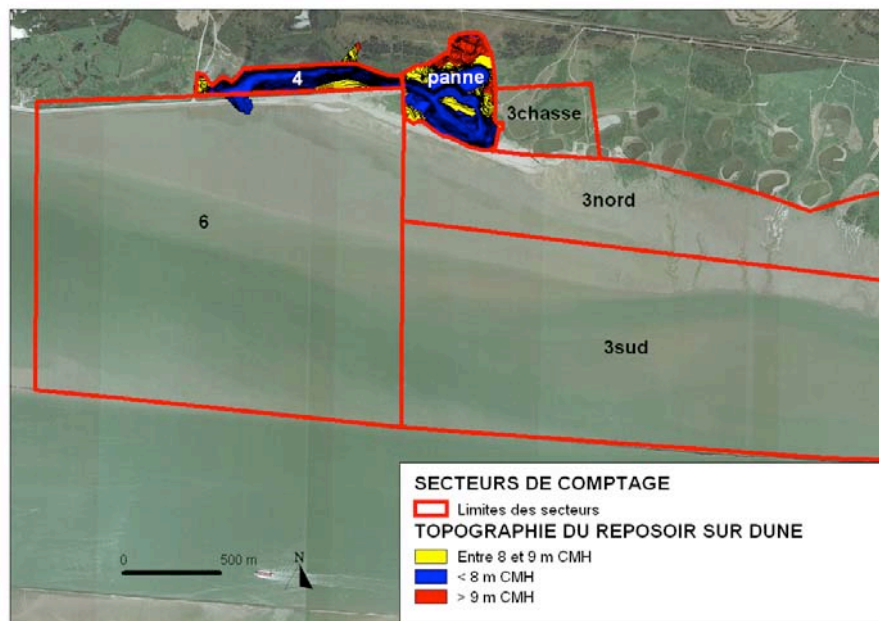 4
panne
3chasse
3nord
6
3sud
0
500 m
N
SECTEURS DE COMPTAGE
Limites des secteurs
TOPOGRAPHIE DU REPOSOIR SUR DUNE
Entre 8 et 9 m CMH
< 8 m CMH
> 9 m CMH